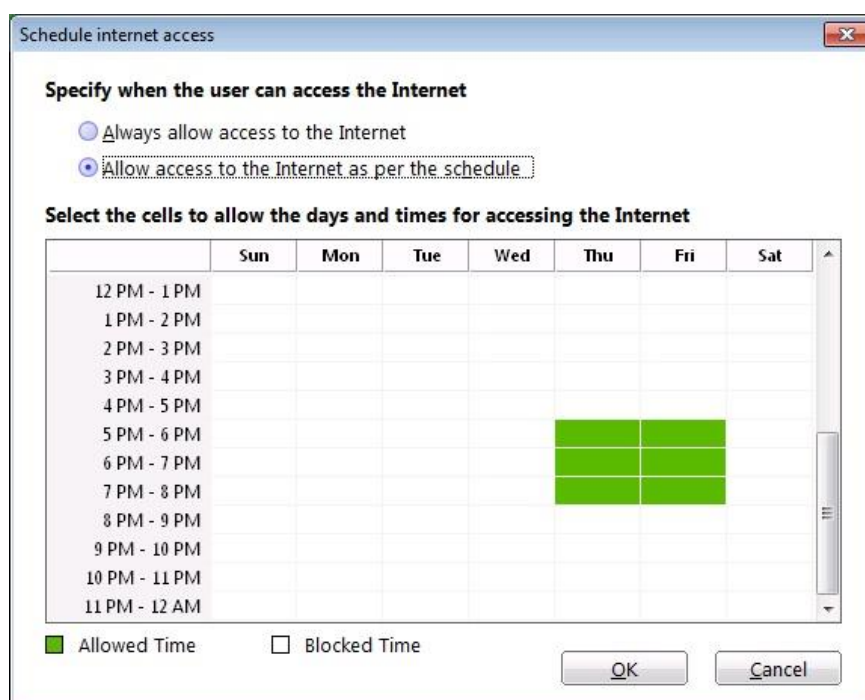 Schedule internet access
Specify when the user can access the Internet
Always allow access to the Internet
Allow access to the Internet as per the schedule
Select the cells to allow the days and times for accessing the Internet
Sun Mon Tue Wed Thu Fri Sat
12 PM - 1 PM
1 PM - 2 PM
2 PM - 3 PM
3 PM - 4 PM
4 PM - 5 PM
5 PM - 6 PM
6 PM - 7 PM
7 PM - 8 PM
8 PM - 9 PM
9 PM - 10 PM
10 PM - 11 PM
11 PM - 12 AM
Allowed Time Blocked Time
OK Cancel